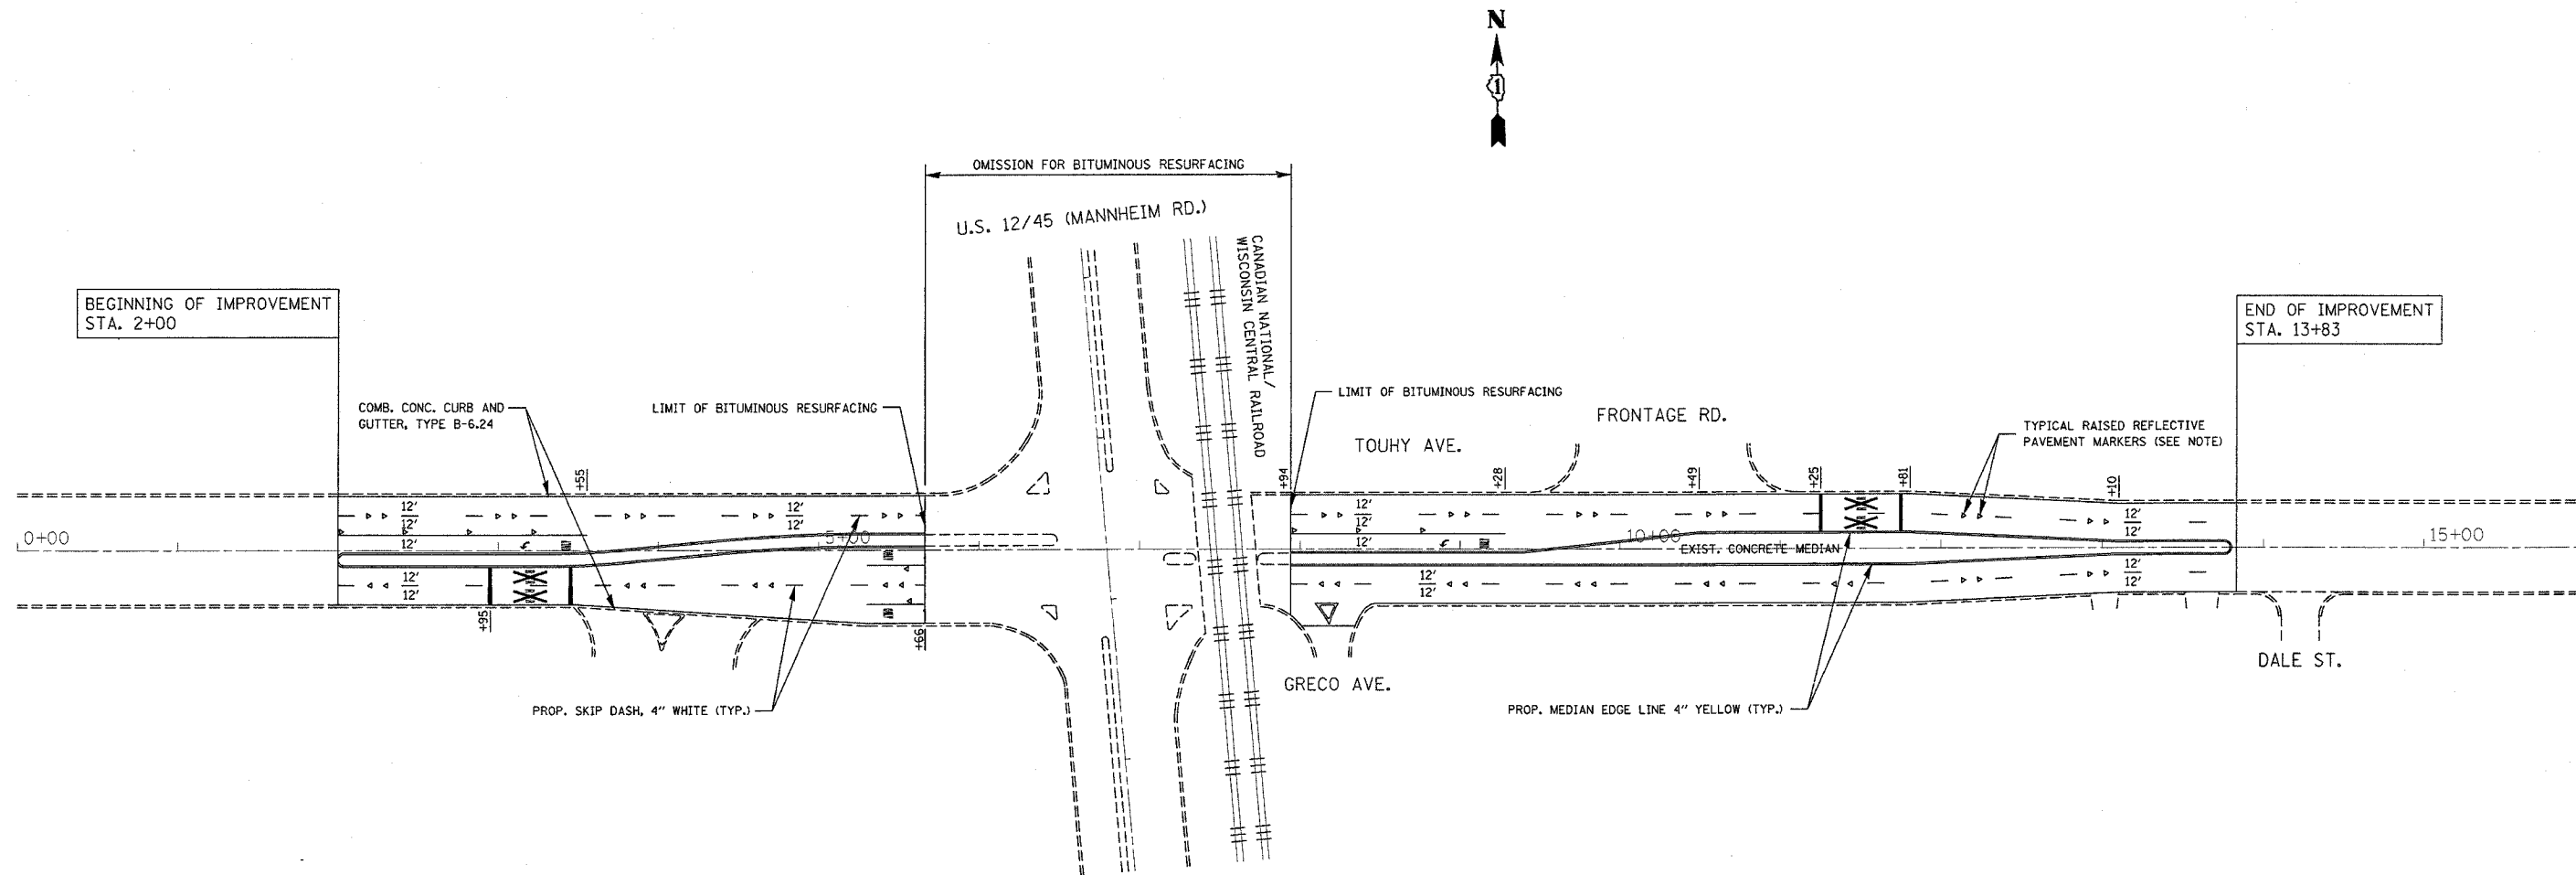 N
1
OMISSION FOR BITUMINOUS RESURFACING
U.S. 12/45 (MANNHEIM RD.)
CANADIAN NATIONAL/
WISCONSIN CENTRAL RAILROAD
BEGINNING OF IMPROVEMENT
STA. 2+00
END OF IMPROVEMENT
STA. 13+83
COMB. CONC. CURB AND
GUTTER, TYPE B-6.24
LIMIT OF BITUMINOUS RESURFACING
LIMIT OF BITUMINOUS RESURFACING
FRONTAGE RD.
TOUHY AVE.
TYPICAL RAISED REFLECTIVE
PAVEMENT MARKERS (SEE NOTE)
+55
+94
+28
+49
+25
+81
+10
12'
12'
12'
12'
12'
12'
12'
12'
12'
12'
0+00
5+00
10+00
15+00
EXIST. CONCRETE MEDIAN
12'
12'
12'
12'
12'
12'
+95
+66
GRECO AVE.
DALE ST.
PROP. SKIP DASH, 4" WHITE (TYP.)
PROP. MEDIAN EDGE LINE 4" YELLOW (TYP.)